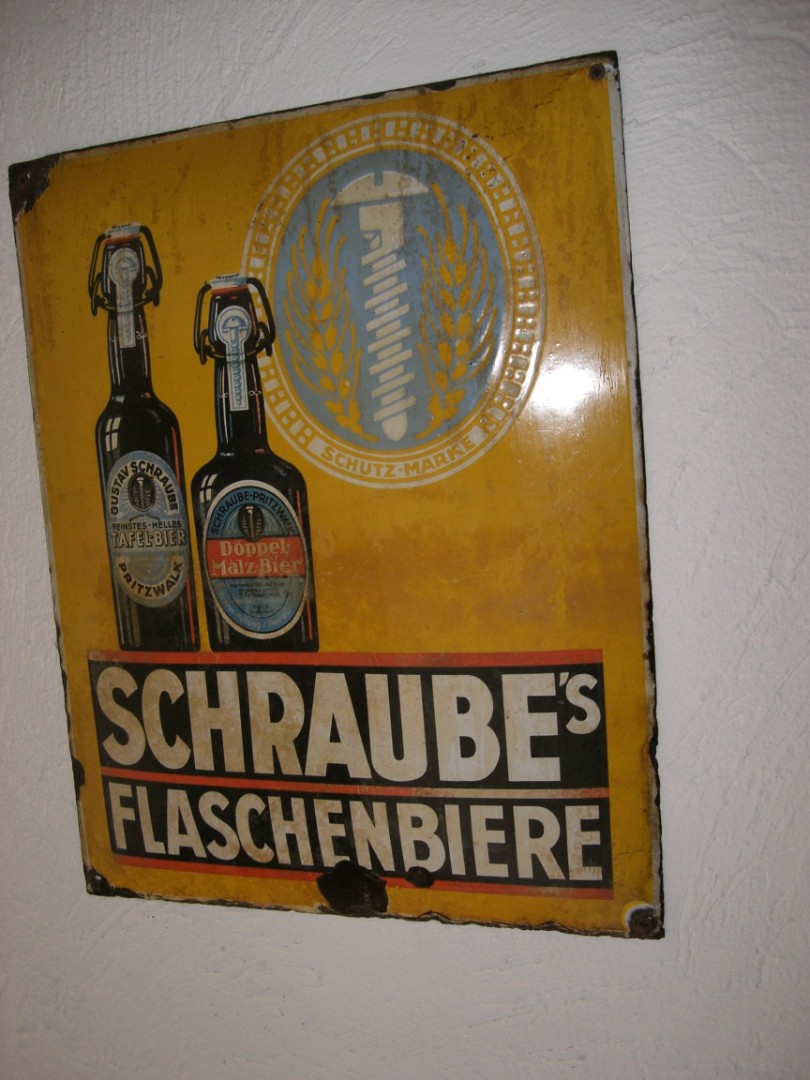 SCHUTZ-MARKE
GUSTAV SCHRAUBE
FEINSTES-HELLES
TAFEL-BIER
PRITZWALK
SCHRAUBE-PRITZWALK
Doppel-
Malz-Bier
SCHRAUBE'S
FLASCHENBIERE